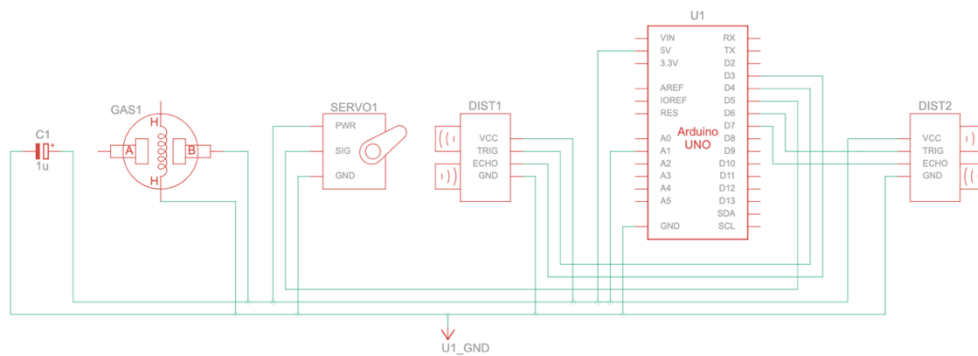 U1
VIN
5V
3.3V
AREF
IOREF
RES
A0
A1
A2
A3
A4
A5
GND
Arduino
UNO
RX
TX
D2
D3
D4
D5
D6
D7
D8
D9
D10
D11
D12
D13
SDA
SCL
GAS1
H
A
B
H
C1
+
1u
SERVO1
PWR
SIG
GND
DIST1
VCC
TRIG
ECHO
GND
DIST2
VCC
TRIG
ECHO
GND
U1_GND